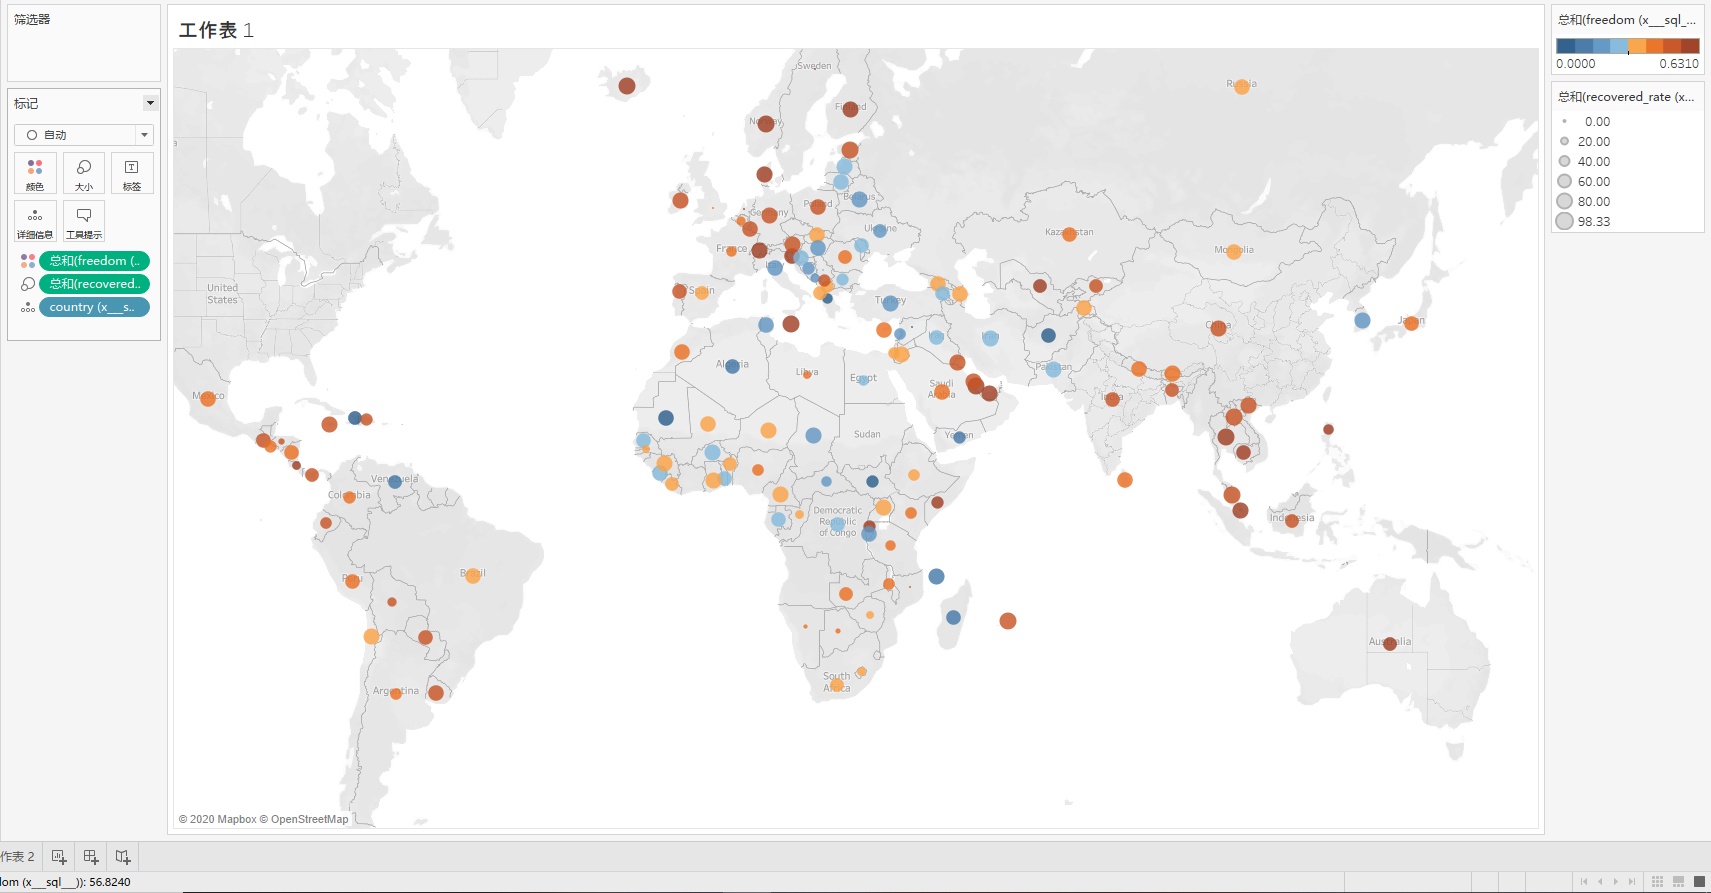 筛选器
标记
自动
颜色
大小
标签
详细信息
工具提示
总和(freedom (..
总和(recovered..
country (x___s..
工作表 1
Sweden
Russia
Finland
Norway
Poland
Belarus
Germany
Ukraine
France
Kazakhstan
Mongolia
United
States
Spain
Turkey
China
Japan
Iraq
Iran
Algeria
Libya
Egypt
Pakistan
Saudi
Arabia
India
Mexico
Sudan
Yemen
Venezuela
Colombia
Democratic
Republic
of Congo
Indonesia
Peru
Brazil
Australia
South
Africa
Argentina
© 2020 Mapbox © OpenStreetMap
总和(freedom (x___sql_...
0.0000
0.6310
总和(recovered_rate (x...
0.00
20.00
40.00
60.00
80.00
98.33
作表 2
dom (x___sql__)): 56.8240